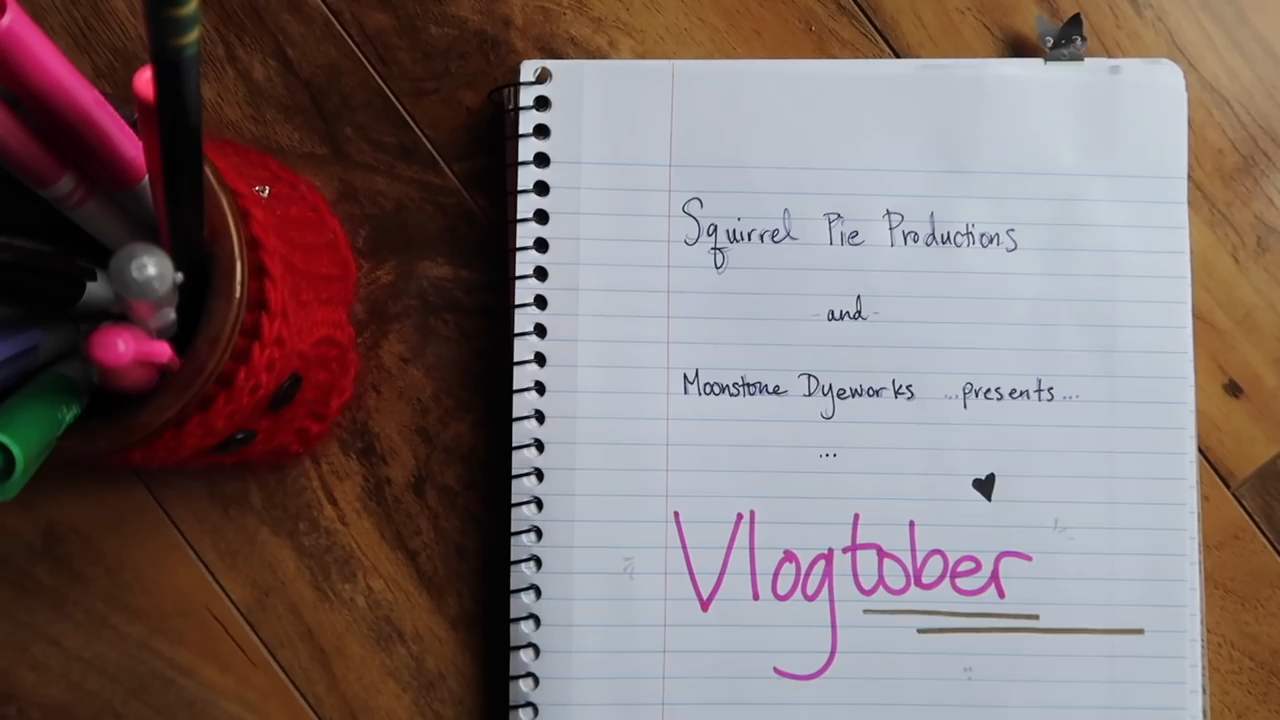 Squirrel Pie Productions
- and -
Moonstone Dyeworks ...presents...
...
Vlogtober